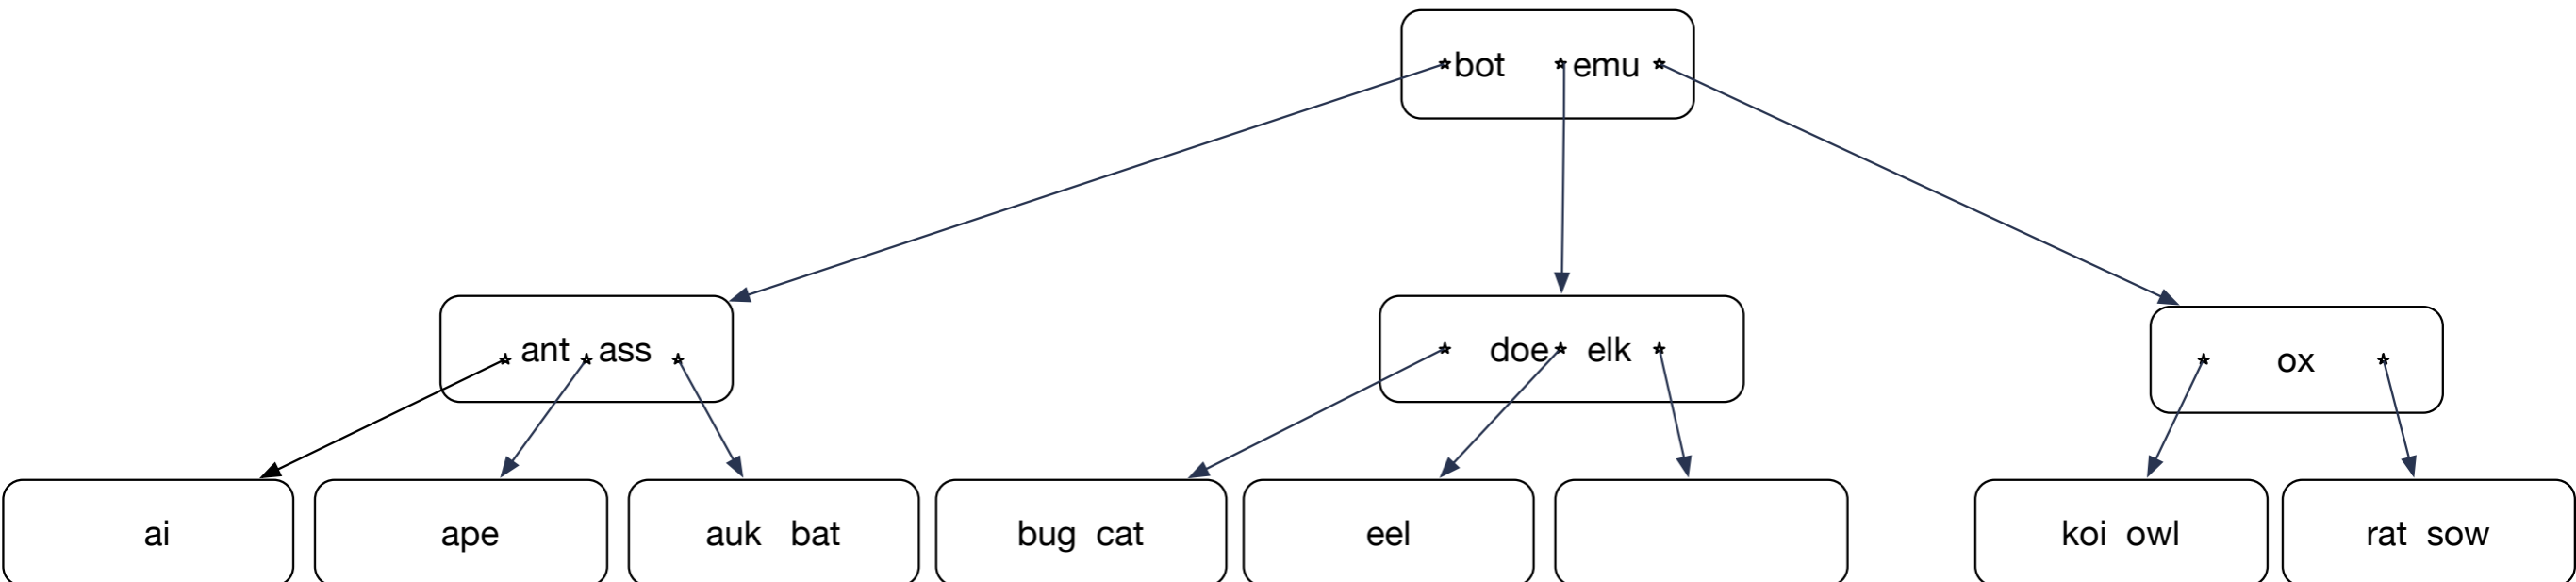 bot emu
ant ass
doe elk
ox
ai
ape
auk bat
bug cat
eel
koi owl
rat sow